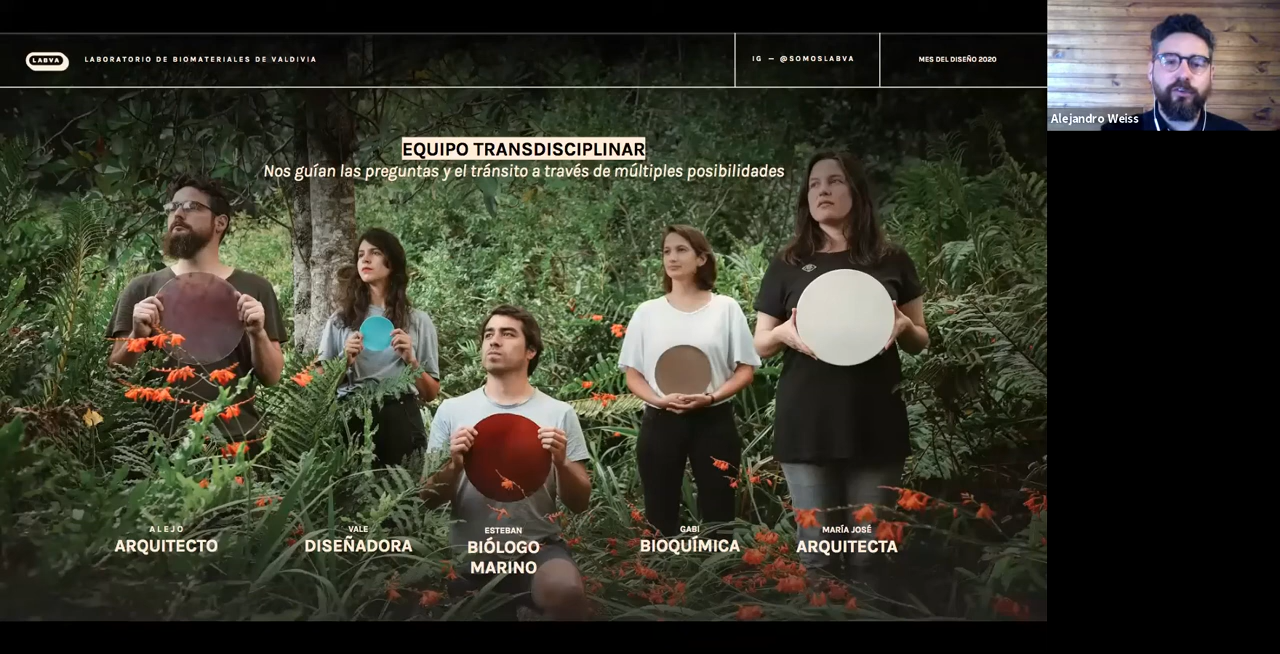 LABVA
LABORATORIO DE BIOMATERIALES DE VALDIVIA
IG — @SOMOSLABVA
MES DEL DISEÑO 2020
Alejandro Weiss
EQUIPO TRANSDISCIPLINAR
Nos guían las preguntas y el tránsito a través de múltiples posibilidades
ALEJO
ARQUITECTO
VALE
DISEÑADORA
ESTEBAN
BIÓLOGO
MARINO
GABI
BIOQUÍMICA
MARÍA JOSÉ
ARQUITECTA